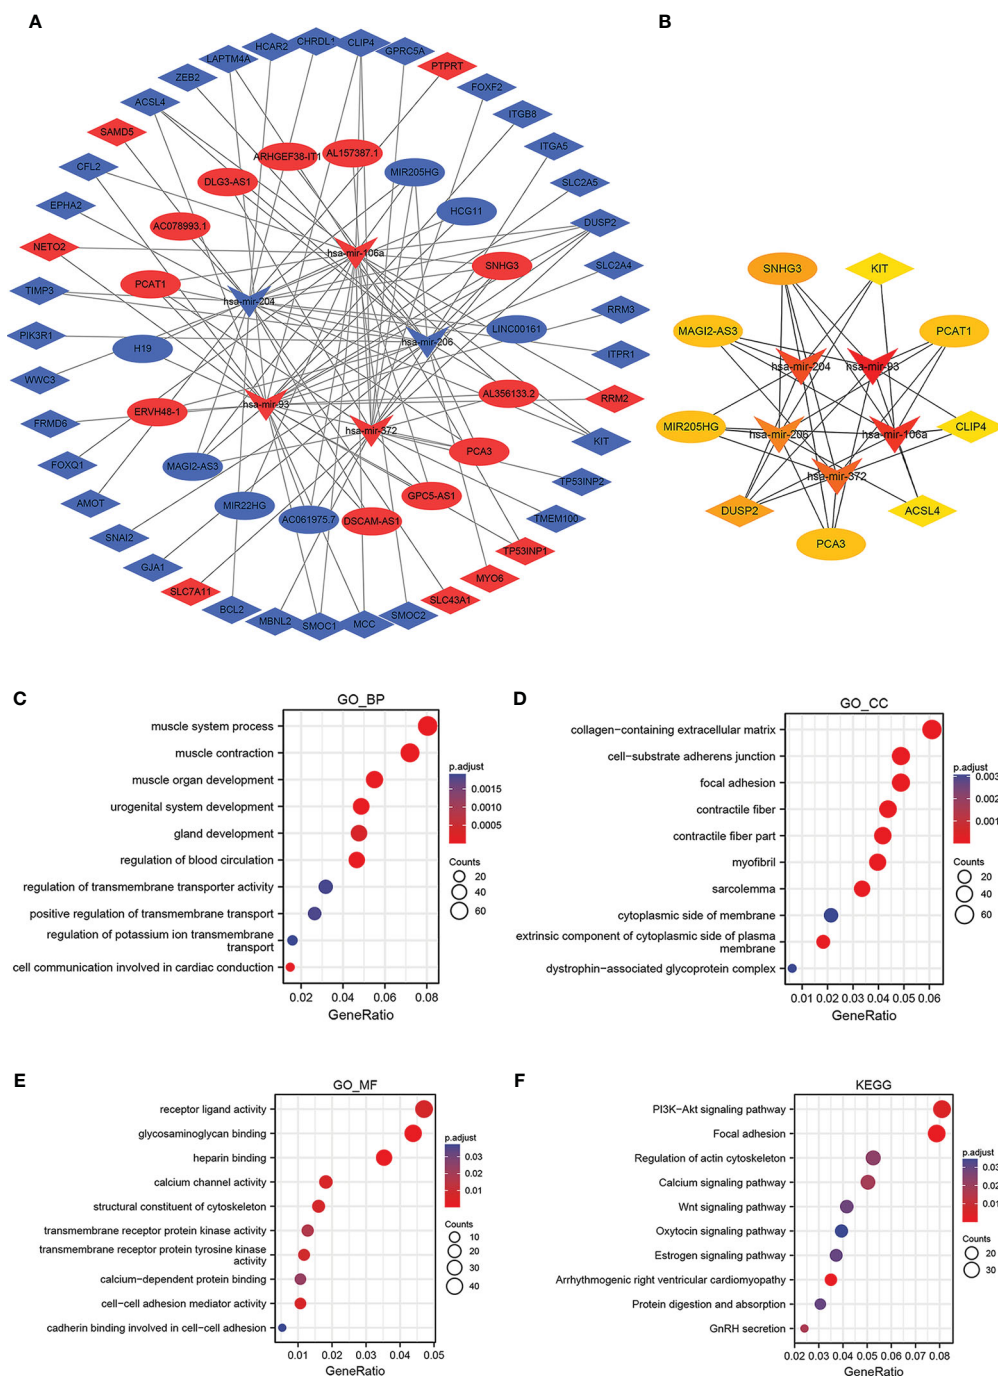 A
B
CHRDL1
CLIP4
HCAR2
GPRC5A
LAPTM4A
PTPRT
ZEB2
FOXF2
ACSL4
ITGB8
SAMD5
ITGA5
CFL2
SLC2A5
EPHA2
DUSP2
NETO2
SLC2A4
TIMP3
RRM3
PIK3R1
ITPR1
WWC3
RRM2
FRMD6
KIT
FOXQ1
TP53INP2
AMOT
TMEM100
SNAI2
TP53INP1
GJA1
MYO6
SLC7A11
SLC43A1
BCL2
SMOC2
MBNL2
SMOC1
MCC
AL157387.1
ARHGEF38-IT1
MIR205HG
DLG3-AS1
HCG11
AC078993.1
SNHG3
PCAT1
LINC00161
H19
AL356133.2
ERVH48-1
PCA3
MAGI2-AS3
GPC5-AS1
MIR22HG
AC061975.7
DSCAM-AS1
hsa-mir-106a
hsa-mir-204
hsa-mir-206
hsa-mir-93
hsa-mir-372
SNHG3
KIT
MAGI2-AS3
PCAT1
hsa-mir-204
hsa-mir-93
MIR205HG
hsa-mir-206
hsa-mir-106a
CLIP4
hsa-mir-372
DUSP2
ACSL4
PCA3
C
GO_BP
muscle system process
muscle contraction
muscle organ development
urogenital system development
gland development
regulation of blood circulation
regulation of transmembrane transporter activity
positive regulation of transmembrane transport
regulation of potassium ion transmembrane
transport
cell communication involved in cardiac conduction
0.02 0.04 0.06 0.08
GeneRatio
p.adjust
0.0015
0.0010
0.0005
Counts
20
40
60
D
GO_CC
collagen−containing extracellular matrix
cell−substrate adherens junction
focal adhesion
contractile fiber
contractile fiber part
myofibril
sarcolemma
cytoplasmic side of membrane
extrinsic component of cytoplasmic side of plasma
membrane
dystrophin−associated glycoprotein complex
0.01 0.02 0.03 0.04 0.05 0.06
GeneRatio
p.adjust
0.003
0.002
0.001
Counts
20
40
60
E
GO_MF
receptor ligand activity
glycosaminoglycan binding
heparin binding
calcium channel activity
structural constituent of cytoskeleton
transmembrane receptor protein kinase activity
transmembrane receptor protein tyrosine kinase
activity
calcium−dependent protein binding
cell−cell adhesion mediator activity
cadherin binding involved in cell−cell adhesion
0.01 0.02 0.03 0.04 0.05
GeneRatio
p.adjust
0.03
0.02
0.01
Counts
10
20
30
40
F
KEGG
PI3K−Akt signaling pathway
Focal adhesion
Regulation of actin cytoskeleton
Calcium signaling pathway
Wnt signaling pathway
Oxytocin signaling pathway
Estrogen signaling pathway
Arrhythmogenic right ventricular cardiomyopathy
Protein digestion and absorption
GnRH secretion
0.02 0.03 0.04 0.05 0.06 0.07 0.08
GeneRatio
p.adjust
0.03
0.02
0.01
Counts
20
30